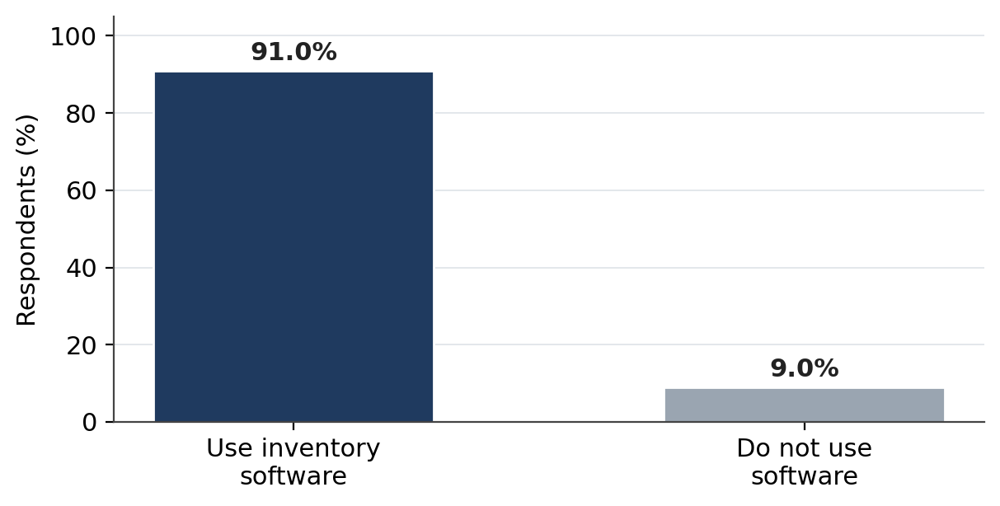 Respondents (%)
100
80
60
40
20
0
91.0%
9.0%
Use inventory
software
Do not use
software